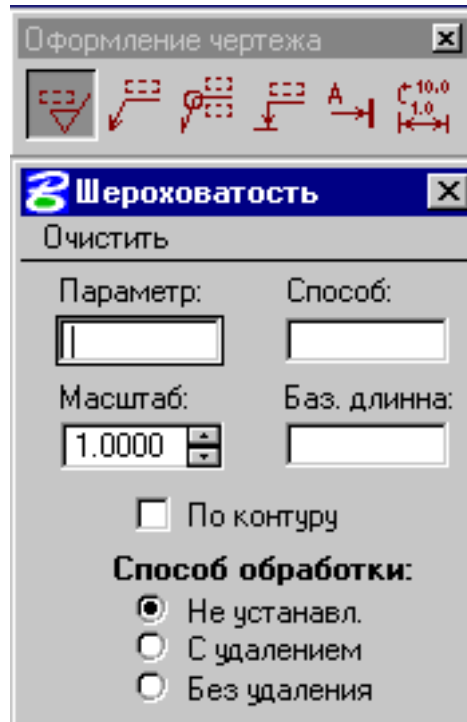 Оформление чертежа
A 10.0
1.0
Шероховатость
Очистить
Параметр: Способ:
Масштаб: Баз. длинна:
1.0000
По контуру
Способ обработки:
Не устанавл.
С удалением
Без удаления